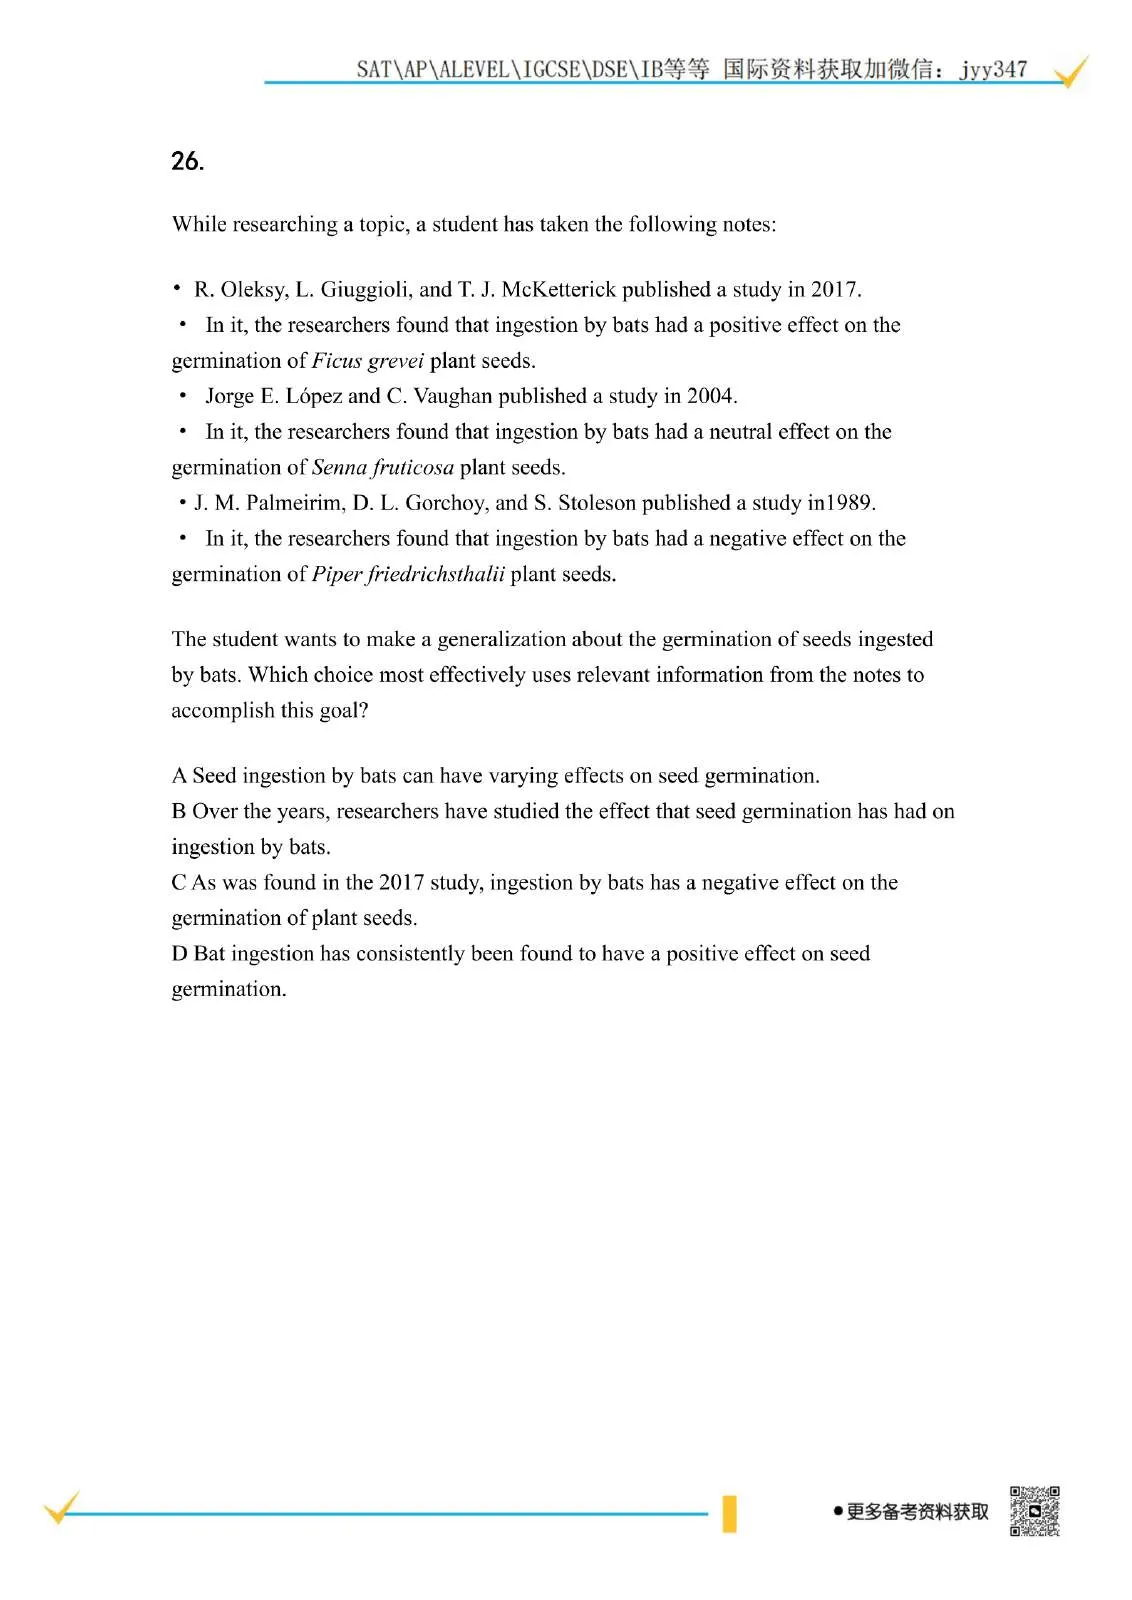 SAT\AP\ALEVEL\IGCSE\DSE\IB等等 国际资料获取加微信：jyy347
26.
While researching a topic, a student has taken the following notes:
• R. Oleksy, L. Giuggioli, and T. J. McKetterick published a study in 2017.
• In it, the researchers found that ingestion by bats had a positive effect on the
germination of Ficus grevei plant seeds.
• Jorge E. López and C. Vaughan published a study in 2004.
• In it, the researchers found that ingestion by bats had a neutral effect on the
germination of Senna fruticosa plant seeds.
• J. M. Palmeirim, D. L. Gorchoy, and S. Stoleson published a study in1989.
• In it, the researchers found that ingestion by bats had a negative effect on the
germination of Piper friedrichsthalii plant seeds.
The student wants to make a generalization about the germination of seeds ingested
by bats. Which choice most effectively uses relevant information from the notes to
accomplish this goal?
A Seed ingestion by bats can have varying effects on seed germination.
B Over the years, researchers have studied the effect that seed germination has had on
ingestion by bats.
C As was found in the 2017 study, ingestion by bats has a negative effect on the
germination of plant seeds.
D Bat ingestion has consistently been found to have a positive effect on seed
germination.
•更多备考资料获取